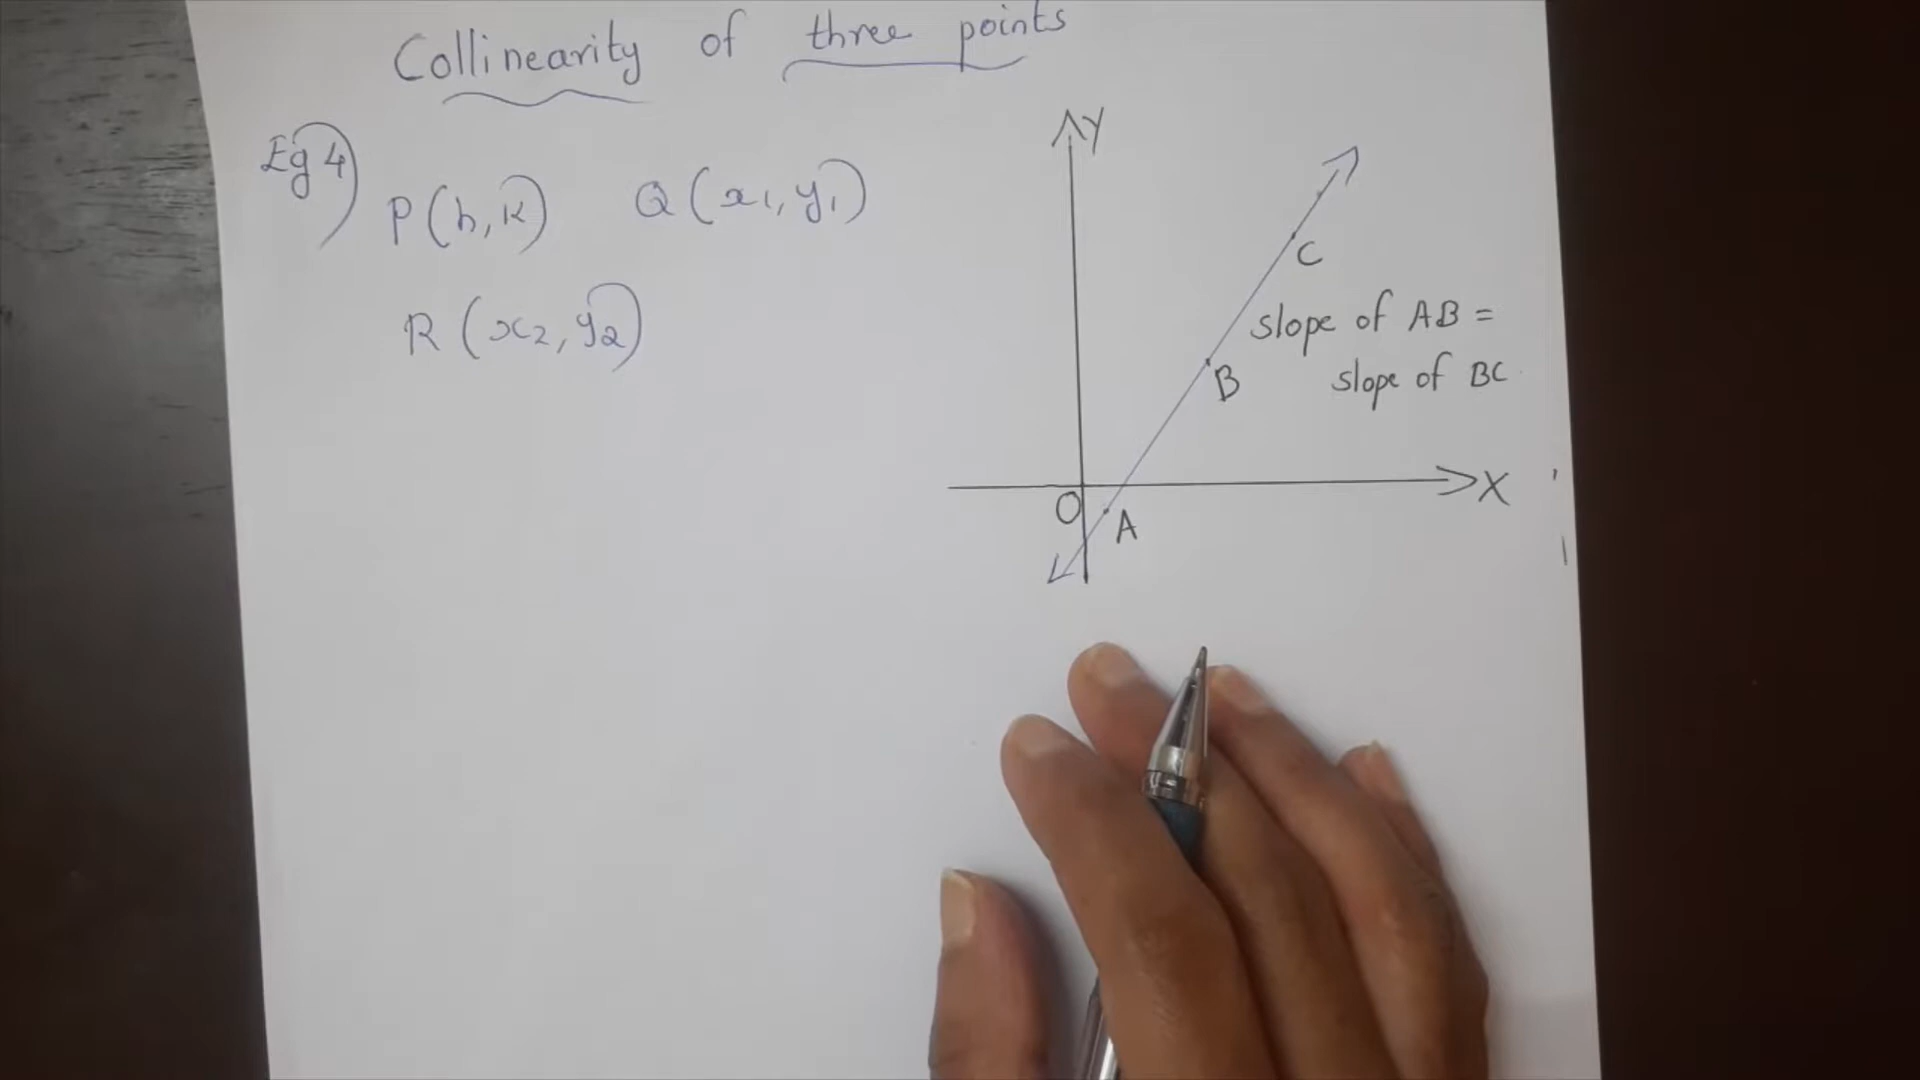 Collinearity of three points
Eg 4)
P(h, k) Q(x₁, y₁)
R(x₂, y₂)
Y
C
slope of AB =
B
slope of BC
X
O
A